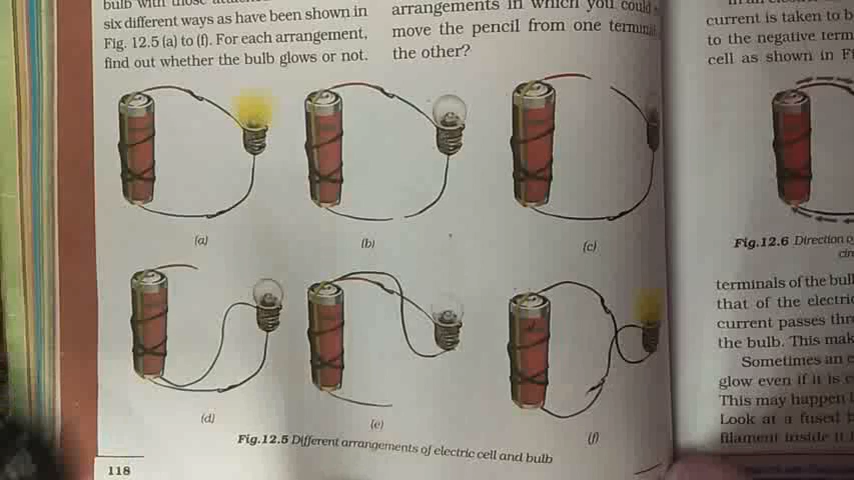 six different ways as have been shown in
Fig. 12.5 (a) to (f). For each arrangement,
find out whether the bulb glows or not.
arrangements in which you could
move the pencil from one
the other?
current is taken to b
to the negative term
cell as shown in F
(a)
(b)
(c)
Fig.12.6 Direction
cir
(d)
(e)
(f)
Fig.12.5 Different arrangements of electric cell and bulb
118
terminals of the bul
that of the electri
current passes thr
the bulb. This mak
Sometimes an e
glow even if it is c
This may happen
Look at a fused
filament inside it